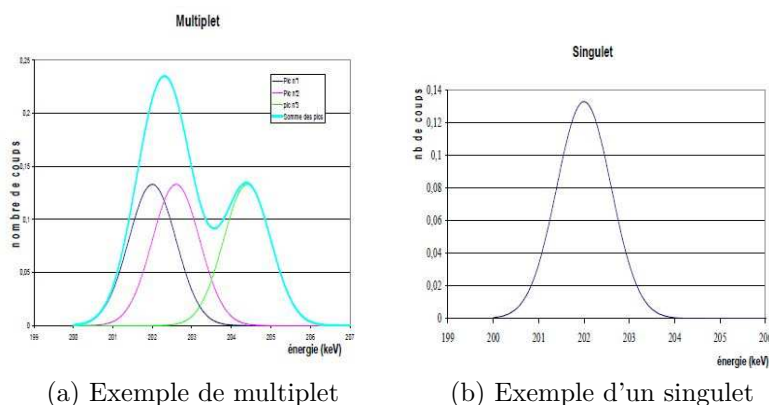 Multiplet
nombre de coups
0,25
0,2
0,15
0,1
0,05
0
199 200 201 202 203 204 205 206 207
énergie (keV)
Pic n°1
Pic n°2
pic n°3
Somme des pics
(a) Exemple de multiplet
Singulet
nb de coups
0,14
0,12
0,10
0,08
0,06
0,04
0,02
0
199 200 201 202 203 204 205
énergie (keV)
(b) Exemple d'un singulet